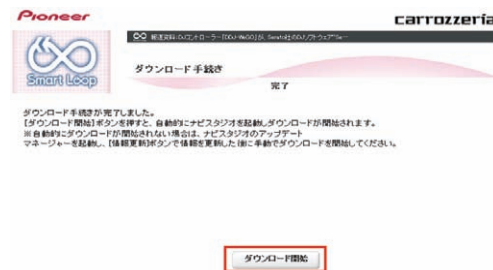 Pioneer
carrozzeria
Smart Loop
ダウンロード手続き
完了
ダウンロード手続きが完了しました。
[ダウンロード開始]ボタンを押すと、自動的にナビスタジオを起動しダウンロードが開始されます。
※自動的にダウンロードが開始されない場合は、ナビスタジオのアップデート
マネージャーを起動し、[情報更新]ボタンで情報を更新した後に手動でダウンロードを開始してください。
ダウンロード開始